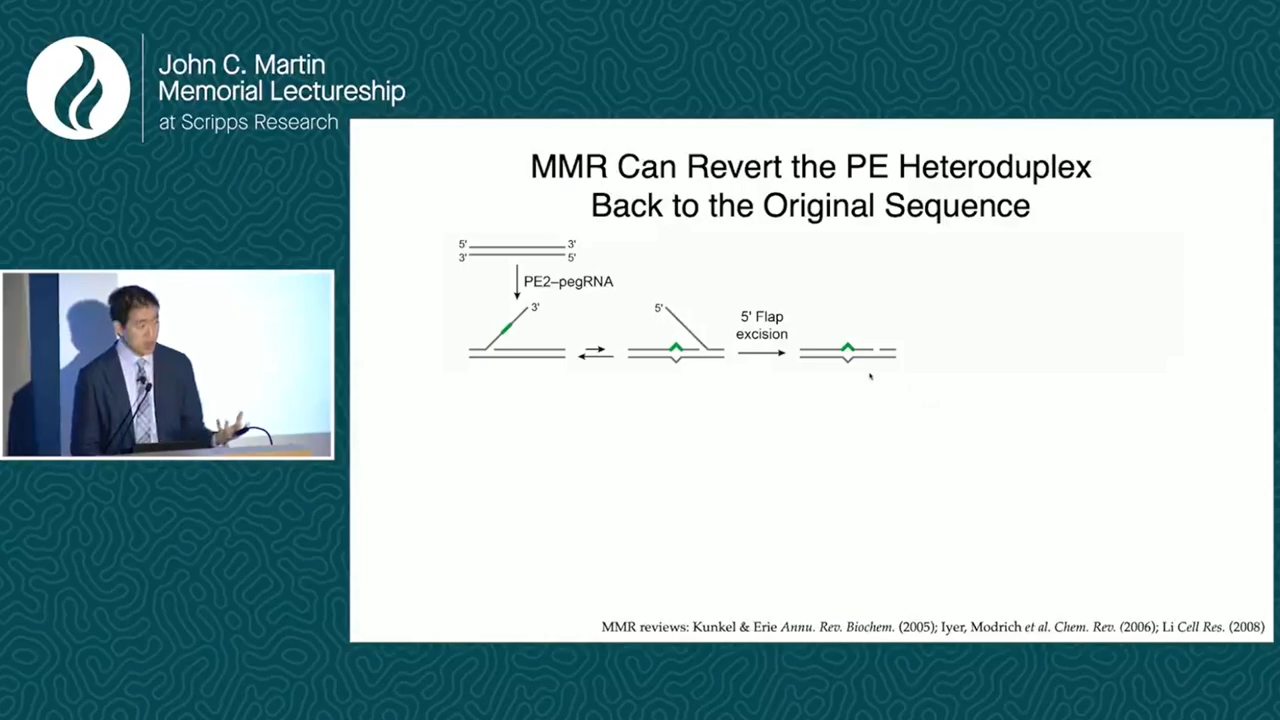 John C. Martin
Memorial Lectureship
at Scripps Research
MMR Can Revert the PE Heteroduplex
Back to the Original Sequence
5' 3'
3' 5'
PE2–pegRNA
3'
5'
5' Flap
excision
MMR reviews: Kunkel & Erie Annu. Rev. Biochem. (2005); Iyer, Modrich et al. Chem. Rev. (2006); Li Cell Res. (2008)